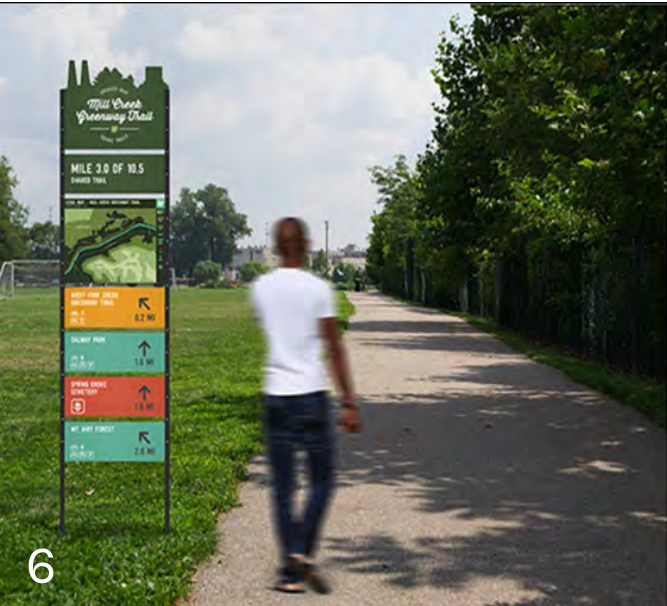 Mill Creek
Greenway Trail
MILE 3.0 OF 10.5
SHARED TRAIL
WEST FORK CREEK
GREENWAY TRAIL
0.2 MI
SALWAY PARK
1.0 MI
SPRING GROVE
CEMETERY
1.6 MI
MT AIRY FOREST
2.8 MI
6